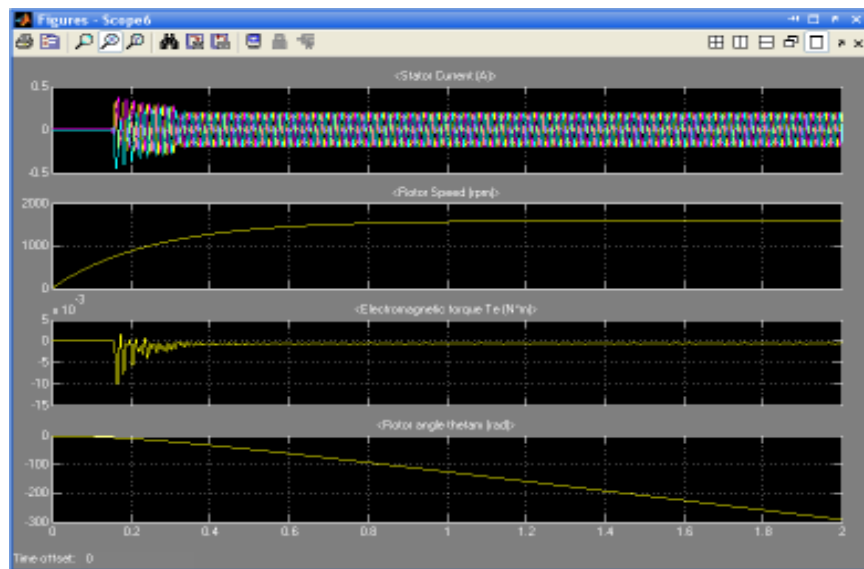 Figures - Scope6
<Stator Current (A)>
0.5
0
-0.5
<Rotor Speed (rpm)>
2000
1000
0
x 10
-3
<Electromagnetic torque Te (N*m)>
5
0
-5
-10
-15
<Rotor angle thetam (rad)>
0
-100
-200
-300
0 0.2 0.4 0.6 0.8 1 1.2 1.4 1.6 1.8 2
Time offset: 0